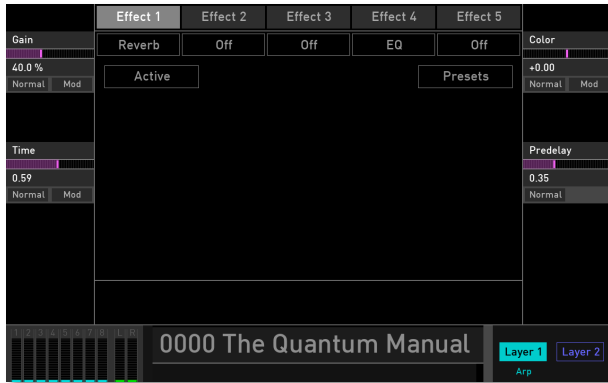 Effect 1 Effect 2 Effect 3 Effect 4 Effect 5
Gain
Reverb Off Off EQ Off
Color
40.0 %
+0.00
Normal Mod
Active
Presets
Normal Mod
Time
Predelay
0.59
0.35
Normal Mod
Normal
1 2 3 4 5 6 7 8 L R
0000 The Quantum Manual
Layer 1 Layer 2
Arp